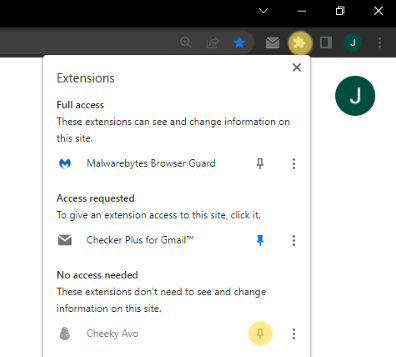 J
Extensions
J
Full access
These extensions can see and change information on
this site.
Malwarebytes Browser Guard
Access requested
To give an extension access to this site, click it.
Checker Plus for Gmail™
No access needed
These extensions don't need to see and change
information on this site.
Cheeky Avo